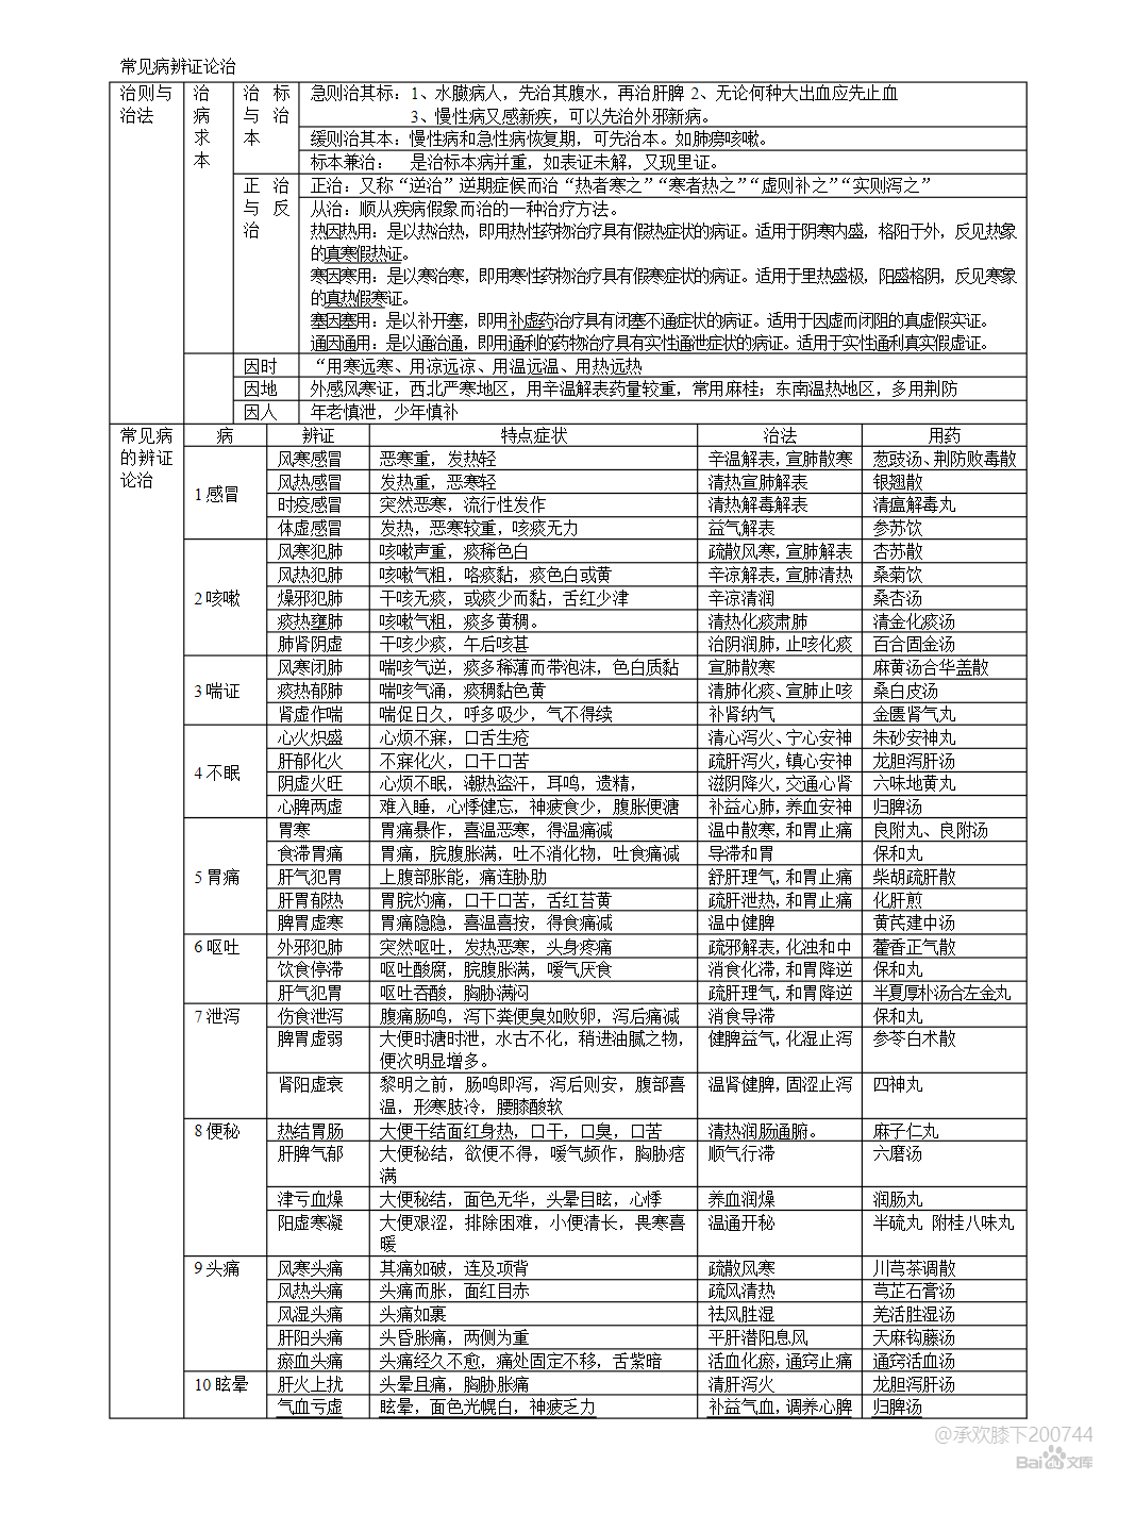 常见病辨证论治
治则与治法
治病求本
治标与治本
急则治其标：1、水臌病人，先治其腹水，再治肝脾 2、无论何种大出血应先止血
3、慢性病又感新疾，可以先治外邪新病。
缓则治其本：慢性病和急性病恢复期，可先治本。如肺痨咳嗽。
标本兼治： 是治标本病并重，如表证未解，又现里证。
正治与反治
正治：又称“逆治”逆期症候而治“热者寒之”“寒者热之”“虚则补之”“实则泻之”
从治：顺从疾病假象而治的一种治疗方法。
热因热用：是以热治热，即用热性药物治疗具有假热症状的病证。适用于阴寒内盛，格阳于外，反见热象
的真寒假热证。
寒因寒用：是以寒治寒，即用寒性药物治疗具有假寒症状的病证。适用于里热盛极，阳盛格阴，反见寒象
的真热假寒证。
塞因塞用：是以补开塞，即用补虚药治疗具有闭塞不通症状的病证。适用于因虚而闭阻的真虚假实证。
通因通用：是以通治通，即用通利的药物治疗具有实性通泄症状的病证。适用于实性通利真实假虚证。
因时 “用寒远寒、用凉远凉、用温远温、用热远热
因地 外感风寒证，西北严寒地区，用辛温解表药量较重，常用麻桂；东南温热地区，多用荆防
因人 年老慎泄，少年慎补
常见病的辨证论治
病 辨证 特点症状 治法 用药
1 感冒
风寒感冒 恶寒重，发热轻 辛温解表，宣肺散寒 葱豉汤、荆防败毒散
风热感冒 发热重，恶寒轻 清热宣肺解表 银翘散
时疫感冒 突然恶寒，流行性发作 清热解毒解表 清瘟解毒丸
体虚感冒 发热，恶寒较重，咳痰无力 益气解表 参苏饮
2 咳嗽
风寒犯肺 咳嗽声重，痰稀色白 疏散风寒，宣肺解表 杏苏散
风热犯肺 咳嗽气粗，咯痰黏，痰色白或黄 辛凉解表，宣肺清热 桑菊饮
燥邪犯肺 干咳无痰，或痰少而黏，舌红少津 辛凉清润 桑杏汤
痰热壅肺 咳嗽气粗，痰多黄稠。 清热化痰肃肺 清金化痰汤
肺肾阴虚 干咳少痰，午后咳甚 治阴润肺，止咳化痰 百合固金汤
3 喘证
风寒闭肺 喘咳气逆，痰多稀薄而带泡沫，色白质黏 宣肺散寒 麻黄汤合华盖散
痰热郁肺 喘咳气涌，痰稠黏色黄 清肺化痰、宣肺止咳 桑白皮汤
肾虚作喘 喘促日久，呼多吸少，气不得续 补肾纳气 金匮肾气丸
4 不眠
心火炽盛 心烦不寐，口舌生疮 清心泻火、宁心安神 朱砂安神丸
肝郁化火 不寐化火，口干口苦 疏肝泻火，镇心安神 龙胆泻肝汤
阴虚火旺 心烦不眠，潮热盗汗，耳鸣，遗精， 滋阴降火，交通心肾 六味地黄丸
心脾两虚 难入睡，心悸健忘，神疲食少，腹胀便溏 补益心肺，养血安神 归脾汤
5 胃痛
胃寒 胃痛暴作，喜温恶寒，得温痛减 温中散寒，和胃止痛 良附丸、良附汤
食滞胃痛 胃痛，脘腹胀满，吐不消化物，吐食痛减 导滞和胃 保和丸
肝气犯胃 上腹部胀能，痛连胁肋 舒肝理气，和胃止痛 柴胡疏肝散
肝胃郁热 胃脘灼痛，口干口苦，舌红苔黄 疏肝泄热，和胃止痛 化肝煎
脾胃虚寒 胃痛隐隐，喜温喜按，得食痛减 温中健脾 黄芪建中汤
6 呕吐
外邪犯肺 突然呕吐，发热恶寒，头身疼痛 疏邪解表，化浊和中 藿香正气散
饮食停滞 呕吐酸腐，脘腹胀满，嗳气厌食 消食化滞，和胃降逆 保和丸
肝气犯胃 呕吐吞酸，胸胁满闷 疏肝理气，和胃降逆 半夏厚朴汤合左金丸
7 泄泻
伤食泄泻 腹痛肠鸣，泻下粪便臭如败卵，泻后痛减 消食导滞 保和丸
脾胃虚弱 大便时溏时泄，水古不化，稍进油腻之物， 健脾益气，化湿止泻 参苓白术散
便次明显增多。
肾阳虚衰 黎明之前，肠鸣即泻，泻后则安，腹部喜 温肾健脾，固涩止泻 四神丸
温，形寒肢冷，腰膝酸软
8 便秘
热结胃肠 大便干结面红身热，口干，口臭，口苦 清热润肠通腑。 麻子仁丸
肝脾气郁 大便秘结，欲便不得，嗳气频作，胸胁痞 顺气行滞 六磨汤
满
津亏血燥 大便秘结，面色无华，头晕目眩，心悸 养血润燥 润肠丸
阳虚寒凝 大便艰涩，排除困难，小便清长，畏寒喜 温通开秘 半硫丸 附桂八味丸
暖
9 头痛
风寒头痛 其痛如破，连及项背 疏散风寒 川芎茶调散
风热头痛 头痛而胀，面红目赤 疏风清热 芎芷石膏汤
风湿头痛 头痛如裹 祛风胜湿 羌活胜湿汤
肝阳头痛 头昏胀痛，两侧为重 平肝潜阳息风 天麻钩藤汤
瘀血头痛 头痛经久不愈，痛处固定不移，舌紫暗 活血化瘀，通窍止痛 通窍活血汤
10 眩晕
肝火上扰 头晕且痛，胸胁胀痛 清肝泻火 龙胆泻肝汤
气血亏虚 眩晕，面色光幌白，神疲乏力 补益气血，调养心脾 归脾汤
@承欢膝下200744
Bai du 文库